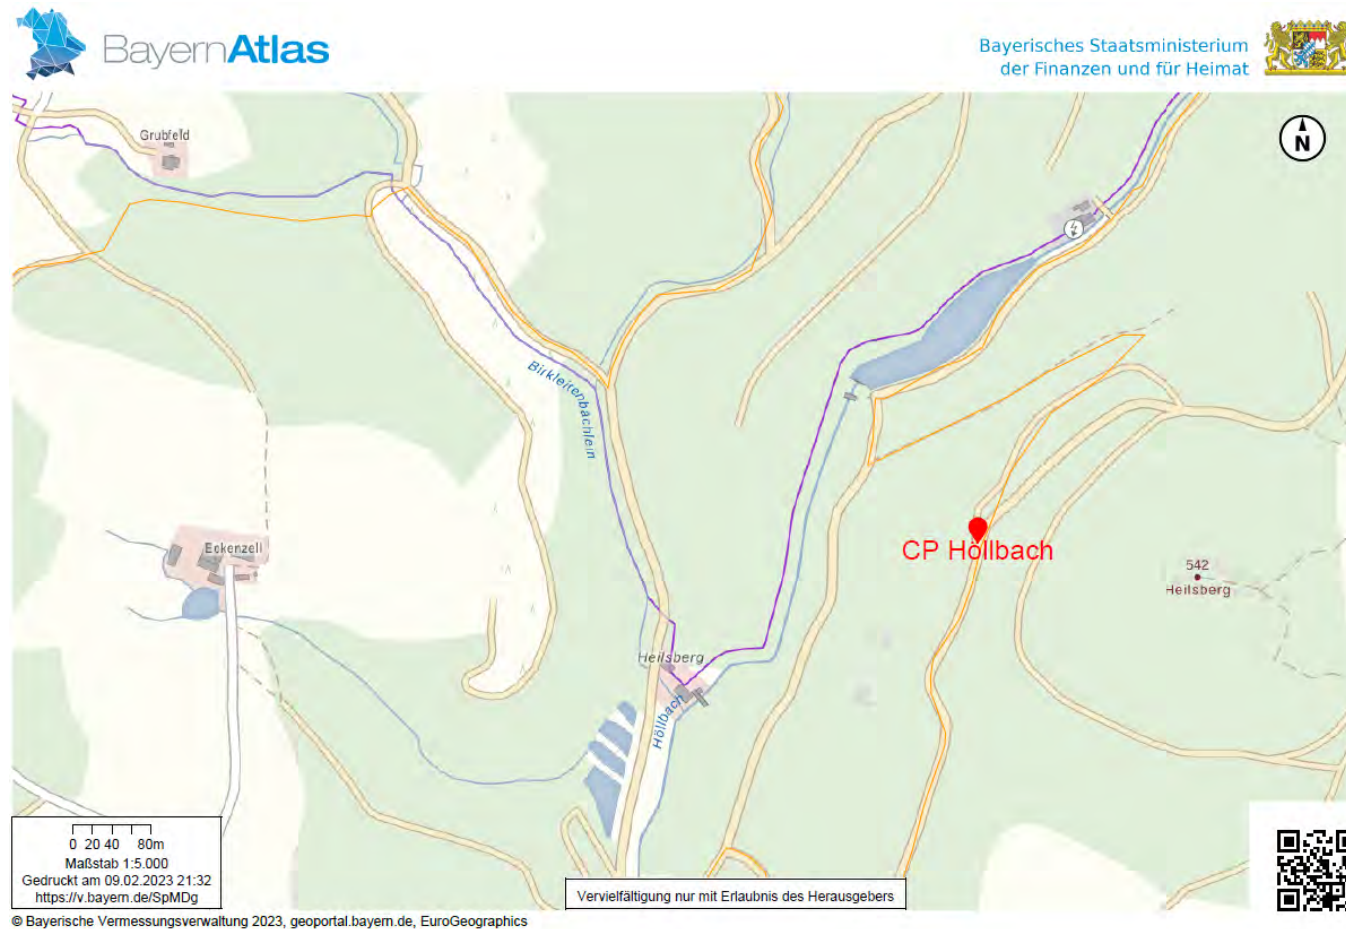 BayernAtlas
Bayerisches Staatsministerium
der Finanzen und für Heimat
Grubfeld
N
Birkleitenbächlein
CP Höllbach
Eckenzell
542
Heilsberg
Heilsberg
Höllbach
0 20 40 80m
Maßstab 1:5.000
Gedruckt am 09.02.2023 21:32
https://v.bayern.de/SpMDg
Vervielfältigung nur mit Erlaubnis des Herausgebers
© Bayerische Vermessungsverwaltung 2023, geoportal.bayern.de, EuroGeographics